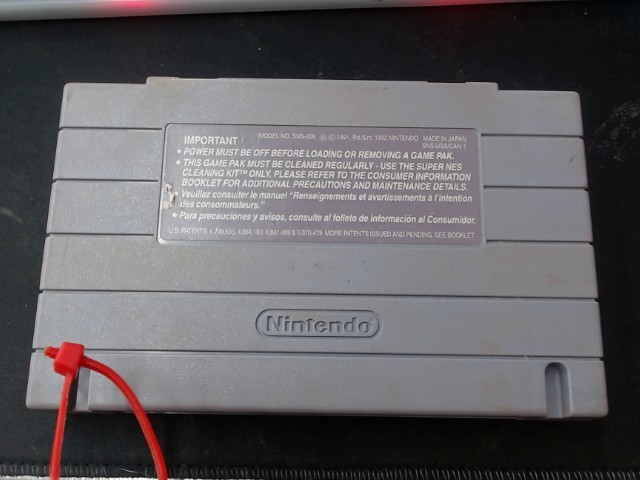 IMPORTANT
MODEL NO. SNS-006 Ⓜ © 1991, Rd./Enr. 1992 NINTENDO MADE IN JAPAN
SNS-USA/CAN-1
• POWER MUST BE OFF BEFORE LOADING OR REMOVING A GAME PAK.
• THIS GAME PAK MUST BE CLEANED REGULARLY - USE THE SUPER NES
CLEANING KIT™ ONLY. PLEASE REFER TO THE CONSUMER INFORMATION
BOOKLET FOR ADDITIONAL PRECAUTIONS AND MAINTENANCE DETAILS.
• Veuillez consulter le manuel "Renseignements et avertissements à l'intention
des consommateurs."
• Para precauciones y avisos, consulte al folleto de Información al Consumidor.
U.S. PATENTS 4,799,635, 4,984,193, 4,891,469 & 5,070,479 MORE PATENTS ISSUED AND PENDING. SEE BOOKLET
Nintendo